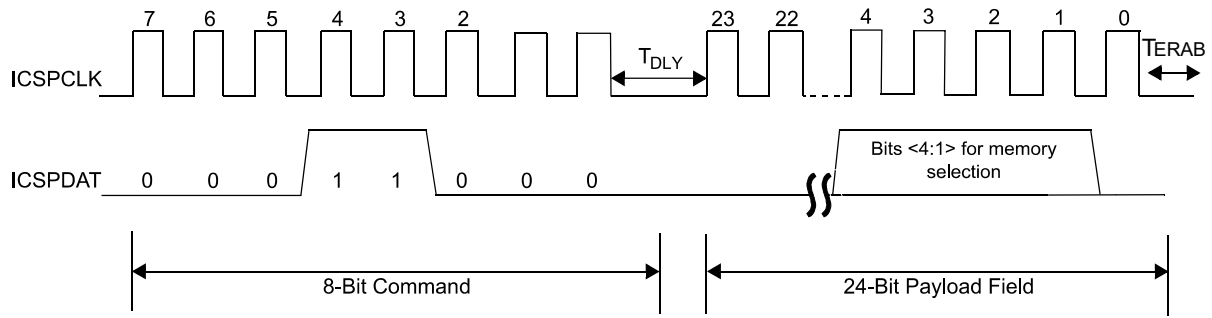 7 6 5 4 3 2 23 22 4 3 2 1 0
TDLY TERAB
ICSPCLK
Bits <4:1> for memory
selection
ICSPDAT 0 0 0 1 1 0 0 0
8-Bit Command 24-Bit Payload Field